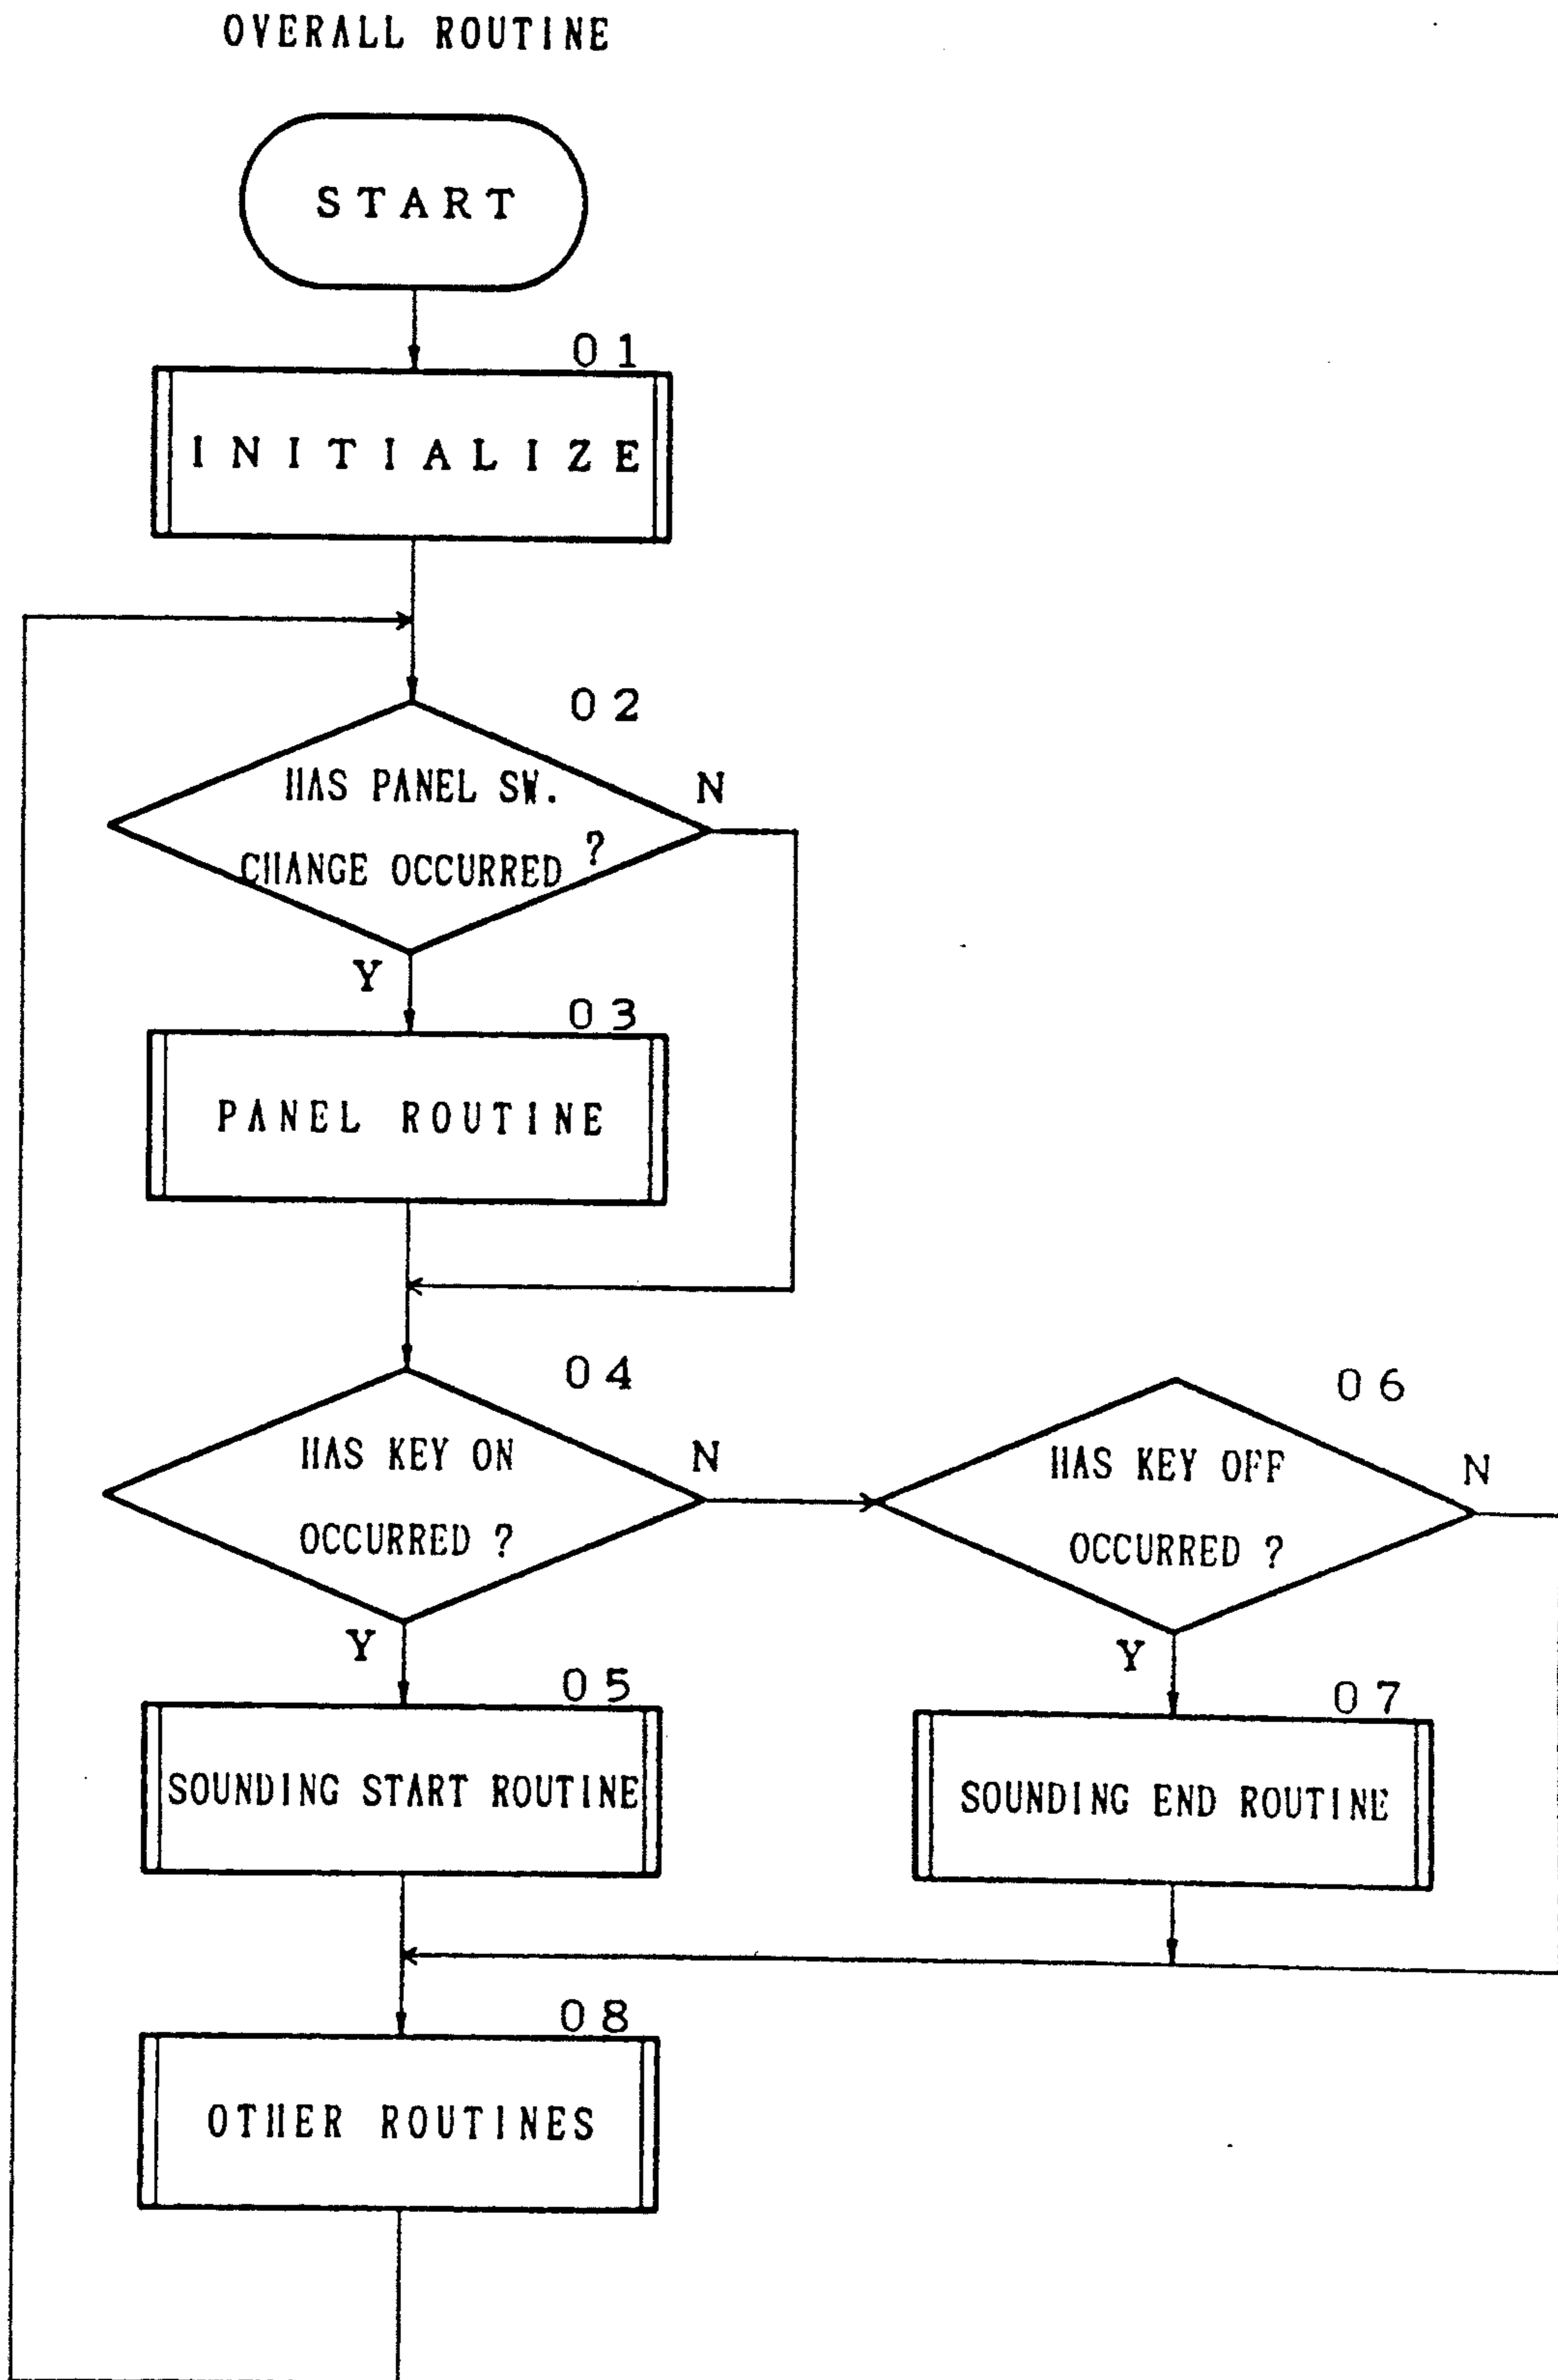 OVERALL ROUTINE
START
01
INITIALIZE
02
HAS PANEL SW.
CHANGE OCCURRED ?
N
Y
03
PANEL ROUTINE
04
HAS KEY ON
OCCURRED ?
N
Y
06
HAS KEY OFF
OCCURRED ?
N
Y
05
SOUNDING START ROUTINE
07
SOUNDING END ROUTINE
08
OTHER ROUTINES